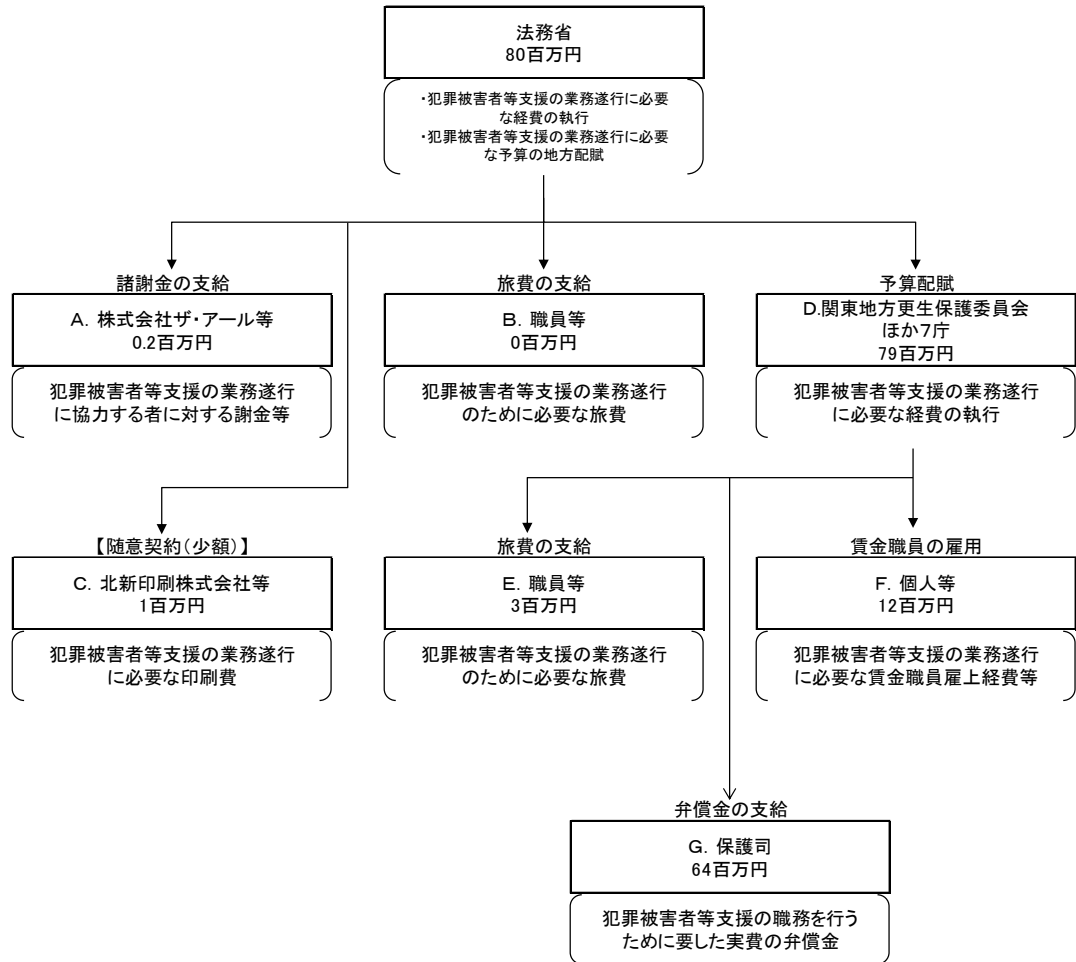 法務省
80百万円
・犯罪被害者等支援の業務遂行に必要
な経費の執行
・犯罪被害者等支援の業務遂行に必要
な予算の地方配賦
諸謝金の支給
A. 株式会社ザ・アール等
0.2百万円
犯罪被害者等支援の業務遂行
に協力する者に対する謝金等
旅費の支給
B. 職員等
0百万円
犯罪被害者等支援の業務遂行
のために必要な旅費
予算配賦
D.関東地方更生保護委員会
ほか7庁
79百万円
犯罪被害者等支援の業務遂行
に必要な経費の執行
【随意契約(少額)】
C. 北新印刷株式会社等
1百万円
犯罪被害者等支援の業務遂行
に必要な印刷費
旅費の支給
E. 職員等
3百万円
犯罪被害者等支援の業務遂行
のために必要な旅費
賃金職員の雇用
F. 個人等
12百万円
犯罪被害者等支援の業務遂行
に必要な賃金職員雇上経費等
弁償金の支給
G. 保護司
64百万円
犯罪被害者等支援の職務を行う
ために要した実費の弁償金